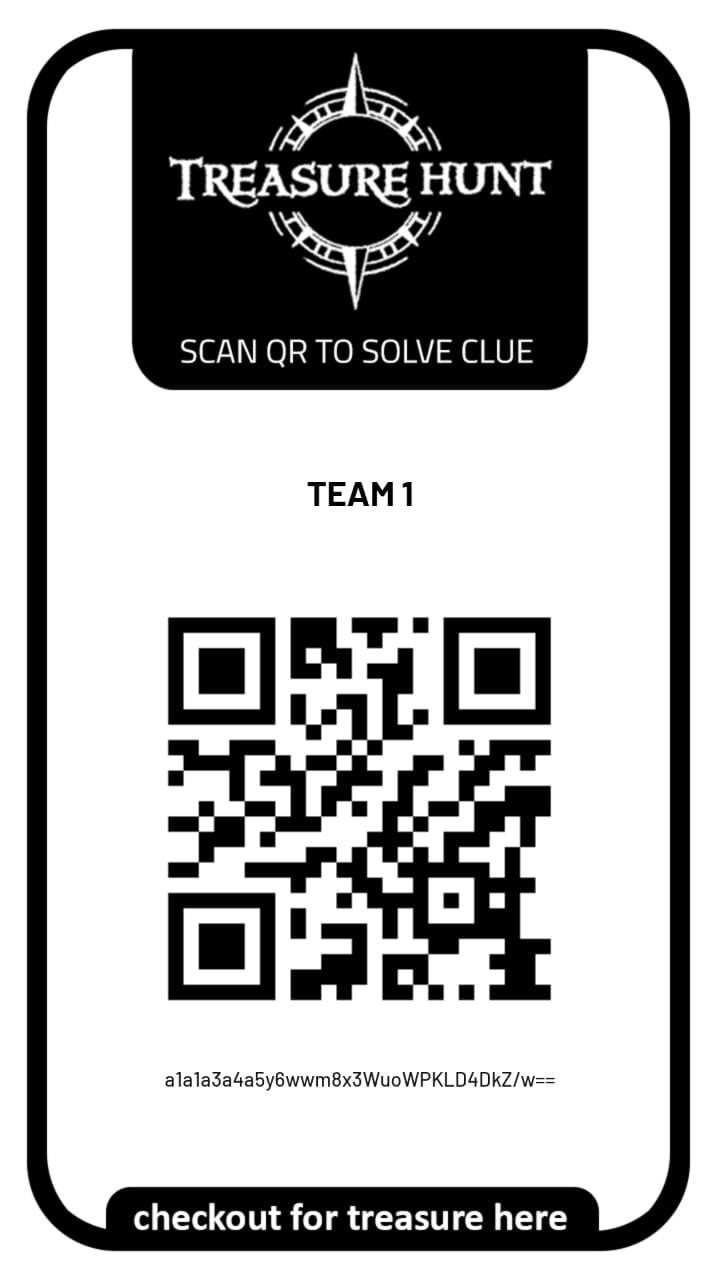 TREASURE HUNT
SCAN QR TO SOLVE CLUE
TEAM 1
a1a1a3a4a5y6wwm8x3WuoWPKLD4DkZ/w==
checkout for treasure here